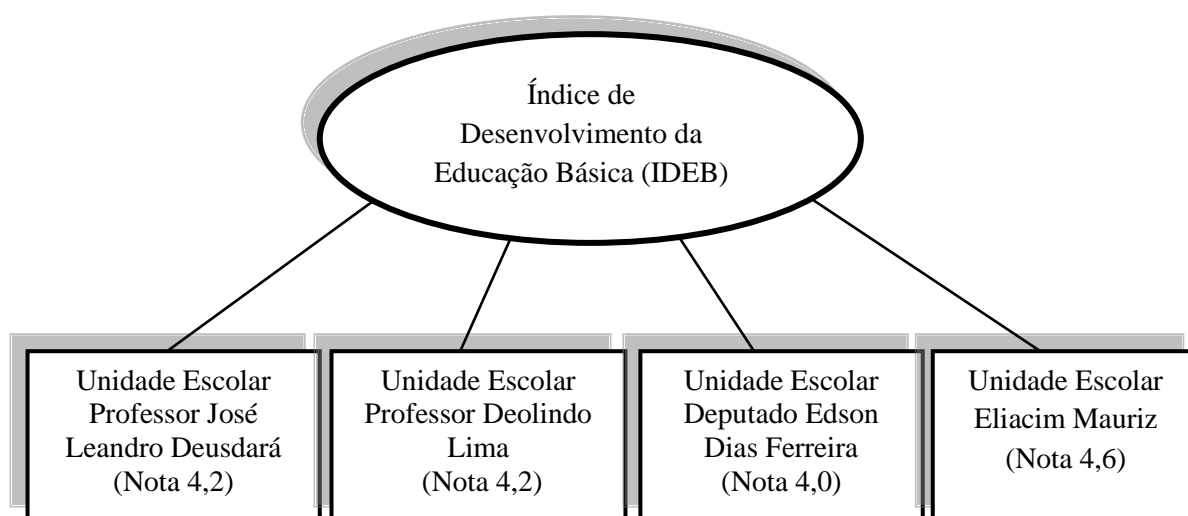 Índice de
Desenvolvimento da
Educação Básica (IDEB)
Unidade Escolar
Professor José
Leandro Deusdará
(Nota 4,2)
Unidade Escolar
Professor Deolindo
Lima
(Nota 4,2)
Unidade Escolar
Deputado Edson
Dias Ferreira
(Nota 4,0)
Unidade Escolar
Eliacim Mauriz
(Nota 4,6)